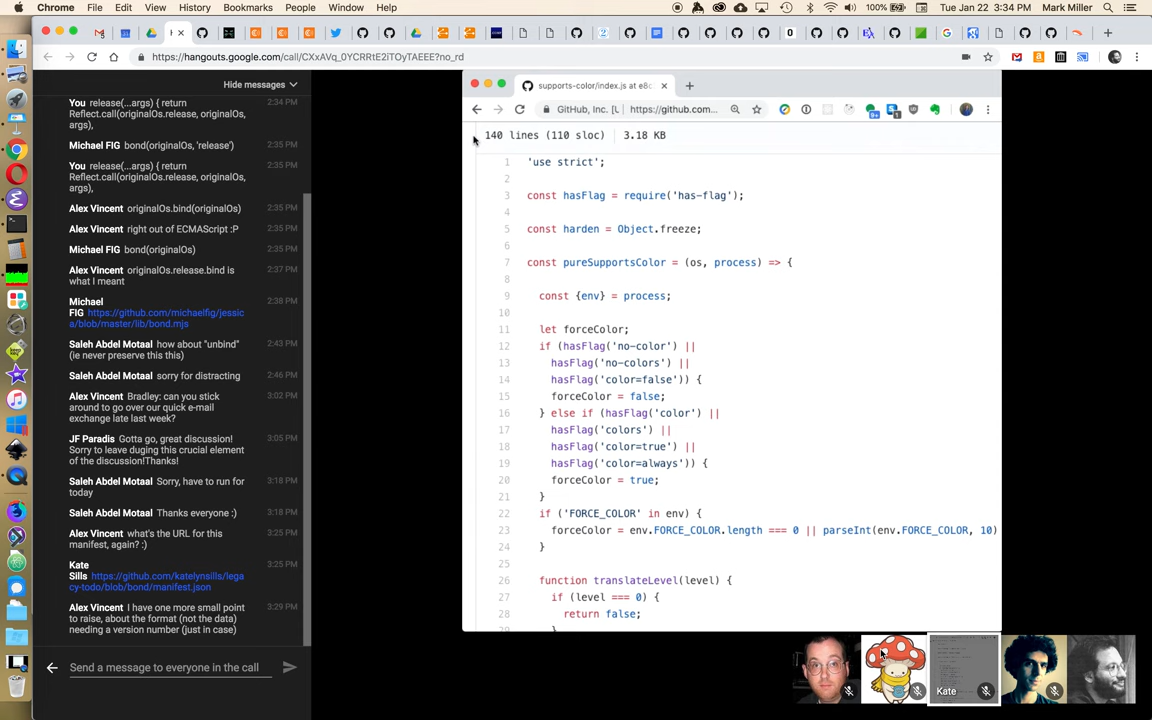 Chrome File Edit View History Bookmarks People Window Help
100% Tue Jan 22 3:34 PM Mark Miller
https://hangouts.google.com/call/CXxAVq_0YCRRtE2iTOyTAEEE?no_rd
Hide messages
You release(...args) { return
Reflect.call(originalOs.release, originalOs,
args),
2:34 PM
Michael FIG bond(originalOs, 'release')
2:35 PM
You release(...args) { return
Reflect.call(originalOs.release, originalOs,
args),
2:35 PM
Alex Vincent originalOs.bind(originalOs)
2:35 PM
Alex Vincent right out of ECMAScript :P
2:35 PM
Michael FIG bond(originalOs)
2:35 PM
Alex Vincent originalOs.release.bind is
what I meant
2:37 PM
Michael
FIG https://github.com/michaelfig/jessic
a/blob/master/lib/bond.mjs
2:38 PM
Saleh Abdel Motaal how about "unbind"
(ie never preserve this this)
2:43 PM
Saleh Abdel Motaal sorry for distracting
2:46 PM
Alex Vincent Bradley: can you stick
around to go over our quick e-mail
exchange late last week?
3:02 PM
JF Paradis Gotta go, great discussion!
Sorry to leave duging this crucial element
of the discussion!Thanks!
3:05 PM
Saleh Abdel Motaal Sorry, have to run for
today
3:18 PM
Saleh Abdel Motaal Thanks everyone :)
3:18 PM
Alex Vincent what's the URL for this
manifest, again? :)
3:25 PM
Kate
Sills https://github.com/katelynsills/lega
cy-todo/blob/bond/manifest.json
3:25 PM
Alex Vincent I have one more small point
to raise, about the format (not the data)
needing a version number (just in case)
3:29 PM
Send a message to everyone in the call
supports-color/index.js at e8c
GitHub, Inc. [U https://github.com...
140 lines (110 sloc) 3.18 KB
1 'use strict';
2
3 const hasFlag = require('has-flag');
4
5 const harden = Object.freeze;
6
7 const pureSupportsColor = (os, process) => {
8
9 const {env} = process;
10
11 let forceColor;
12 if (hasFlag('no-color') ||
13 hasFlag('no-colors') ||
14 hasFlag('color=false')) {
15 forceColor = false;
16 } else if (hasFlag('color') ||
17 hasFlag('colors') ||
18 hasFlag('color=true') ||
19 hasFlag('color=always')) {
20 forceColor = true;
21 }
22 if ('FORCE_COLOR' in env) {
23 forceColor = env.FORCE_COLOR.length === 0 || parseInt(env.FORCE_COLOR, 10)
24 }
25
26 function translateLevel(level) {
27 if (level === 0) {
28 return false;
29 }
Kate